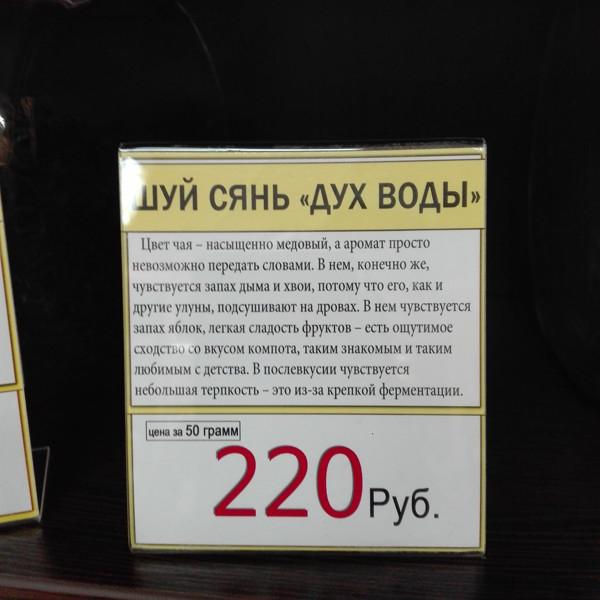 ШУЙ СЯНЬ «ДУХ ВОДЫ»
Цвет чая – насыщенно медовый, а аромат просто
невозможно передать словами. В нем, конечно же,
чувствуется запах дыма и хвои, потому что его, как и
другие улуны, подсушивают на дровах. В нем чувствуется
запах яблок, легкая сладость фруктов – есть ощутимое
сходство со вкусом компота, таким знакомым и таким
любимым с детства. В послевкусии чувствуется
небольшая терпкость – это из-за крепкой ферментации.
цена за 50 грамм
220 Руб.